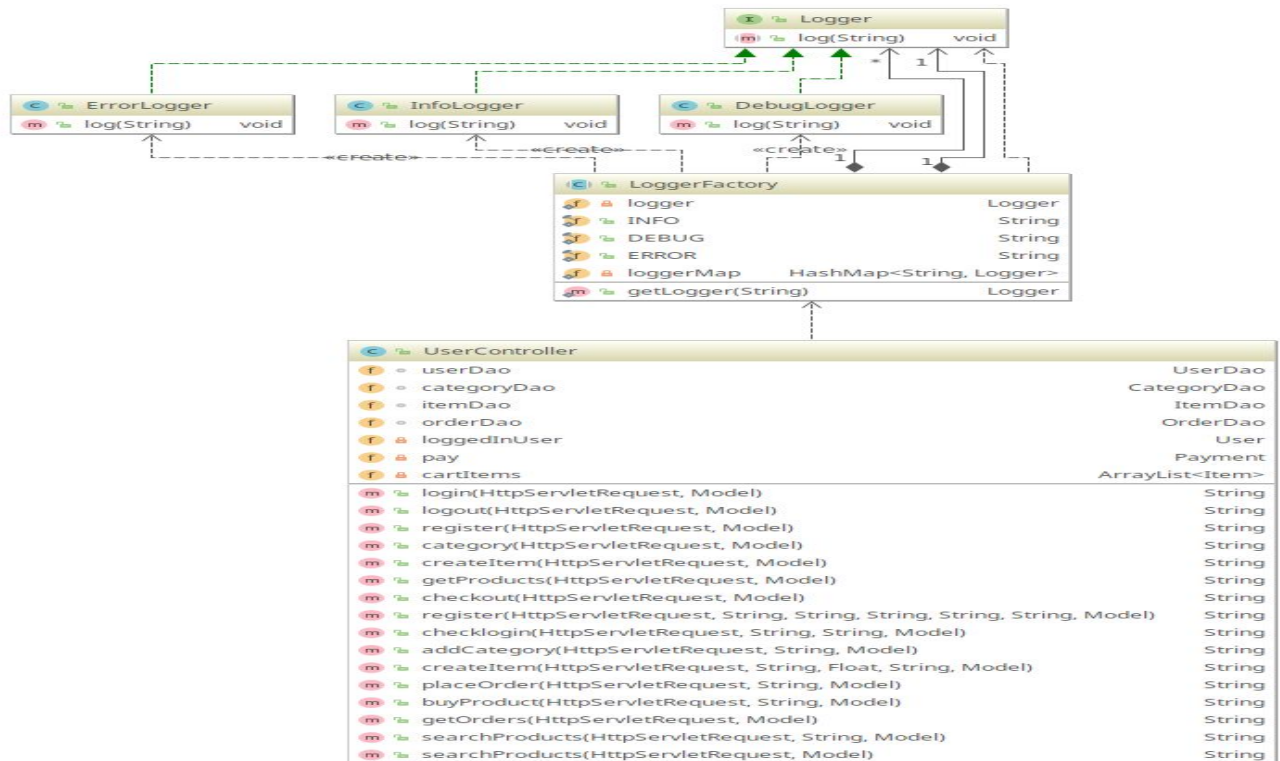 I Logger
m log(String) void
* 1
C ErrorLogger C InfoLogger C DebugLogger
m log(String) void m log(String) void m log(String) void
«create» «create» «create»
1 1
C LoggerFactory
f logger Logger
f INFO String
f DEBUG String
f ERROR String
f loggerMap HashMap<String, Logger>
m getLogger(String) Logger
C UserController
f userDao UserDao
f categoryDao CategoryDao
f itemDao ItemDao
f orderDao OrderDao
f loggedInUser User
f pay Payment
f cartItems ArrayList<Item>
m login(HttpServletRequest, Model) String
m logout(HttpServletRequest, Model) String
m register(HttpServletRequest, Model) String
m category(HttpServletRequest, Model) String
m createItem(HttpServletRequest, Model) String
m getProducts(HttpServletRequest, Model) String
m checkout(HttpServletRequest, Model) String
m register(HttpServletRequest, String, String, String, String, String, Model) String
m checklogin(HttpServletRequest, String, String, Model) String
m addCategory(HttpServletRequest, String, Model) String
m createItem(HttpServletRequest, String, Float, String, Model) String
m placeOrder(HttpServletRequest, String, Model) String
m buyProduct(HttpServletRequest, String, Model) String
m getOrders(HttpServletRequest, Model) String
m searchProducts(HttpServletRequest, String, Model) String
m searchProducts(HttpServletRequest, Model) String